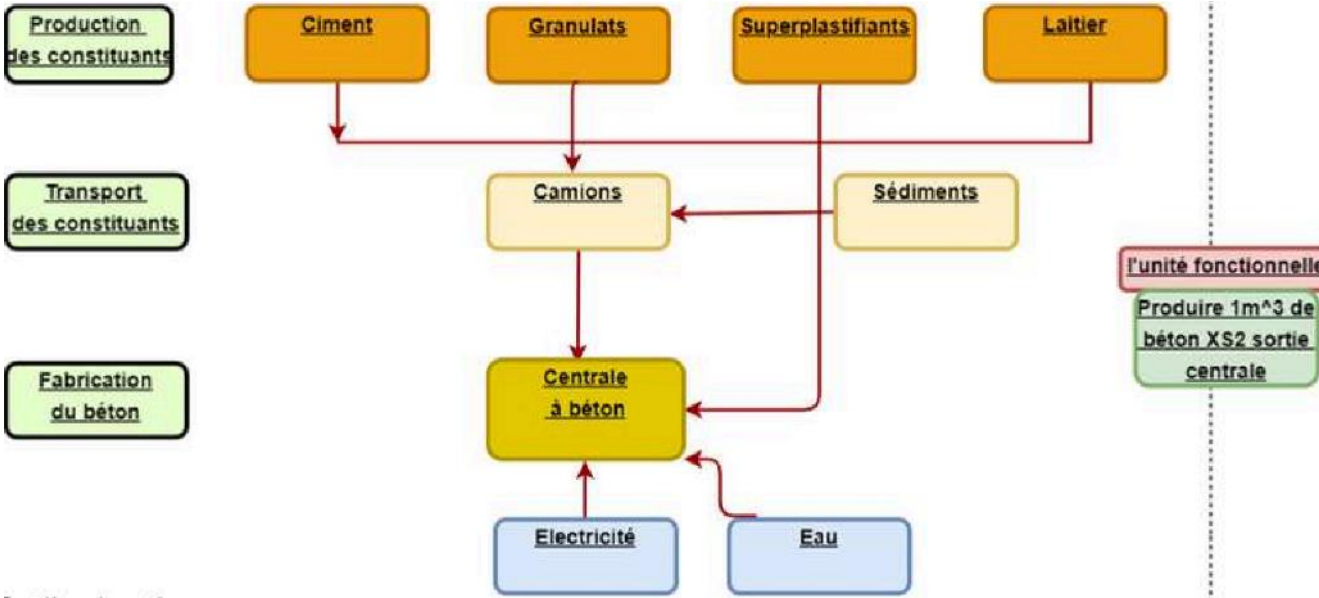 Production
des constituants
Ciment
Granulats
Superplastifiants
Laitier
Transport
des constituants
Camions
Sédiments
l'unité fonctionnelle
Produire 1m^3 de
béton XS2 sortie
centrale
Fabrication
du béton
Centrale
à béton
Electricité
Eau